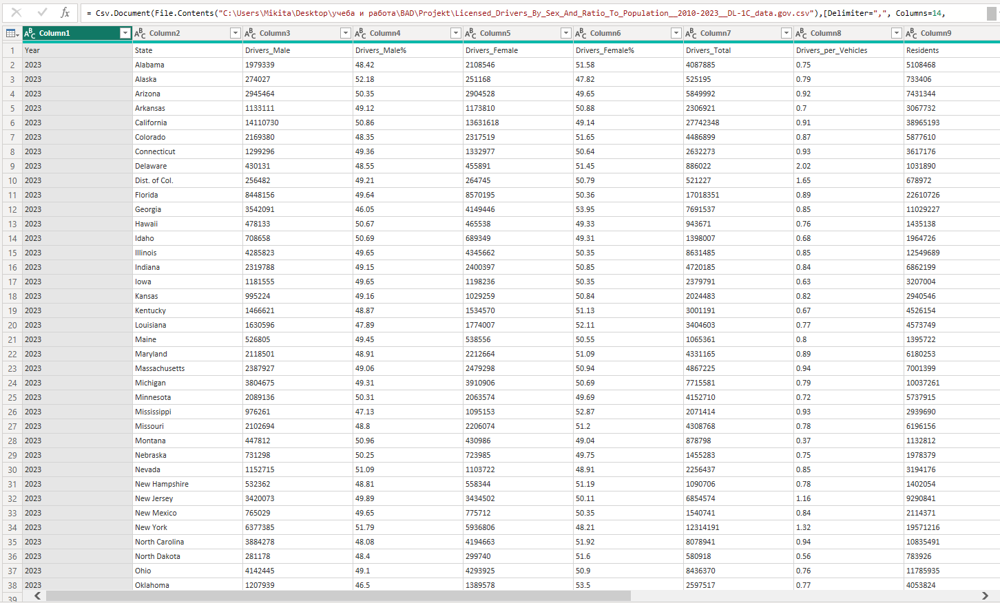 fx = Csv.Document(File.Contents("C:\Users\Mikita\Desktop\учеба и работа\BAD\Projekt\Licensed_Drivers_By_Sex_And_Ratio_To_Population__2010-2023__DL-1C_data.gov.csv"),[Delimiter=",", Columns=14,
ABC Column1 ABC Column2 ABC Column3 ABC Column4 ABC Column5 ABC Column6 ABC Column7 ABC Column8 ABC Column9
1 Year State Drivers_Male Drivers_Male% Drivers_Female Drivers_Female% Drivers_Total Drivers_per_Vehicles Residents
2 2023 Alabama 1979339 48.42 2108546 51.58 4087885 0.75 5108468
3 2023 Alaska 274027 52.18 251168 47.82 525195 0.79 733406
4 2023 Arizona 2945464 50.35 2904528 49.65 5849992 0.92 7431344
5 2023 Arkansas 1133111 49.12 1173810 50.88 2306921 0.7 3067732
6 2023 California 14110730 50.86 13631618 49.14 27742348 0.91 38965193
7 2023 Colorado 2169380 48.35 2317519 51.65 4486899 0.87 5877610
8 2023 Connecticut 1299296 49.36 1332977 50.64 2632273 0.93 3617176
9 2023 Delaware 430131 48.55 455891 51.45 886022 2.02 1031890
10 2023 Dist. of Col. 256482 49.21 264745 50.79 521227 1.65 678972
11 2023 Florida 8448156 49.64 8570195 50.36 17018351 0.89 22610726
12 2023 Georgia 3542091 46.05 4149446 53.95 7691537 0.85 11029227
13 2023 Hawaii 478133 50.67 465538 49.33 943671 0.76 1435138
14 2023 Idaho 708658 50.69 689349 49.31 1398007 0.68 1964726
15 2023 Illinois 4285823 49.65 4345662 50.35 8631485 0.85 12549689
16 2023 Indiana 2319788 49.15 2400397 50.85 4720185 0.84 6862199
17 2023 Iowa 1181555 49.65 1198236 50.35 2379791 0.63 3207004
18 2023 Kansas 995224 49.16 1029259 50.84 2024483 0.82 2940546
19 2023 Kentucky 1466621 48.87 1534570 51.13 3001191 0.67 4526154
20 2023 Louisiana 1630596 47.89 1774007 52.11 3404603 0.77 4573749
21 2023 Maine 526805 49.45 538556 50.55 1065361 0.8 1395722
22 2023 Maryland 2118501 48.91 2212664 51.09 4331165 0.89 6180253
23 2023 Massachusetts 2387927 49.06 2479298 50.94 4867225 0.94 7001399
24 2023 Michigan 3804675 49.31 3910906 50.69 7715581 0.79 10037261
25 2023 Minnesota 2089136 50.31 2063574 49.69 4152710 0.72 5737915
26 2023 Mississippi 976261 47.13 1095153 52.87 2071414 0.93 2939690
27 2023 Missouri 2102694 48.8 2206074 51.2 4308768 0.78 6196156
28 2023 Montana 447812 50.96 430986 49.04 878798 0.37 1132812
29 2023 Nebraska 731298 50.25 723985 49.75 1455283 0.75 1978379
30 2023 Nevada 1152715 51.09 1103722 48.91 2256437 0.85 3194176
31 2023 New Hampshire 532362 48.81 558344 51.19 1090706 0.78 1402054
32 2023 New Jersey 3420073 49.89 3434502 50.11 6854574 1.16 9290841
33 2023 New Mexico 765029 49.65 775712 50.35 1540741 0.84 2114371
34 2023 New York 6377385 51.79 5936806 48.21 12314191 1.32 19571216
35 2023 North Carolina 3884278 48.08 4194663 51.92 8078941 0.94 10835491
36 2023 North Dakota 281178 48.4 299740 51.6 580918 0.56 783926
37 2023 Ohio 4142445 49.1 4293925 50.9 8436370 0.76 11785935
38 2023 Oklahoma 1207939 46.5 1389578 53.5 2597517 0.77 4053824
39